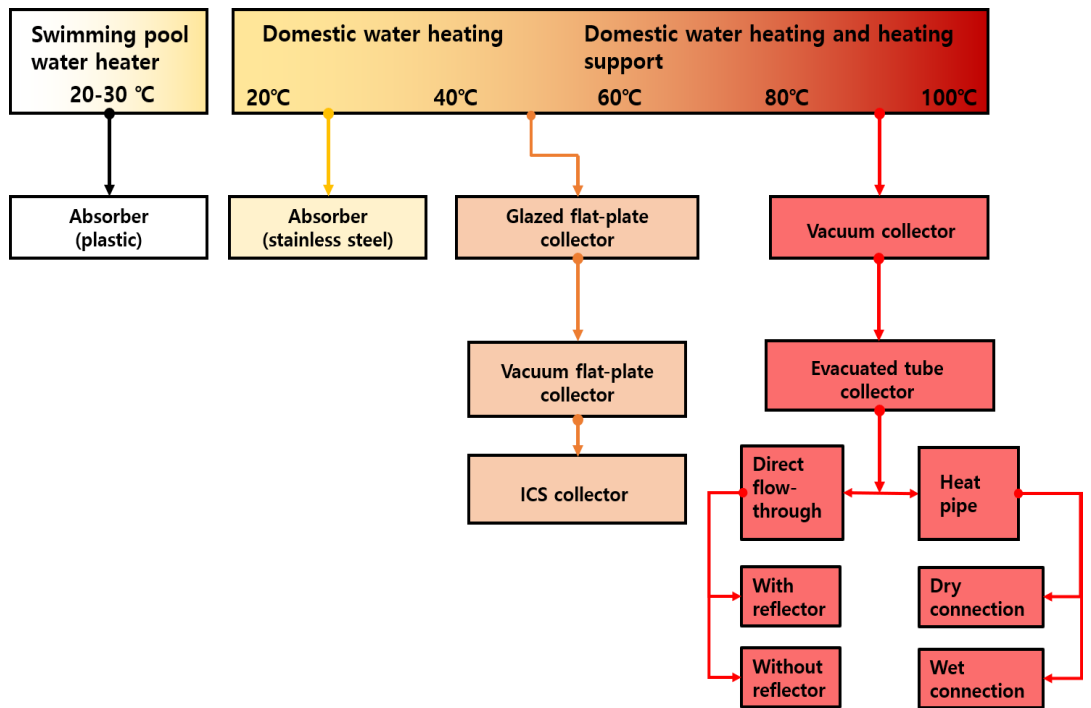 Swimming pool
water heater
20-30 ℃
Domestic water heating
Domestic water heating and heating
support
20℃
40℃
60℃
80℃
100℃
Absorber
(plastic)
Absorber
(stainless steel)
Glazed flat-plate
collector
Vacuum collector
Vacuum flat-plate
collector
Evacuated tube
collector
ICS collector
Direct
flow-
through
Heat
pipe
With
reflector
Dry
connection
Without
reflector
Wet
connection